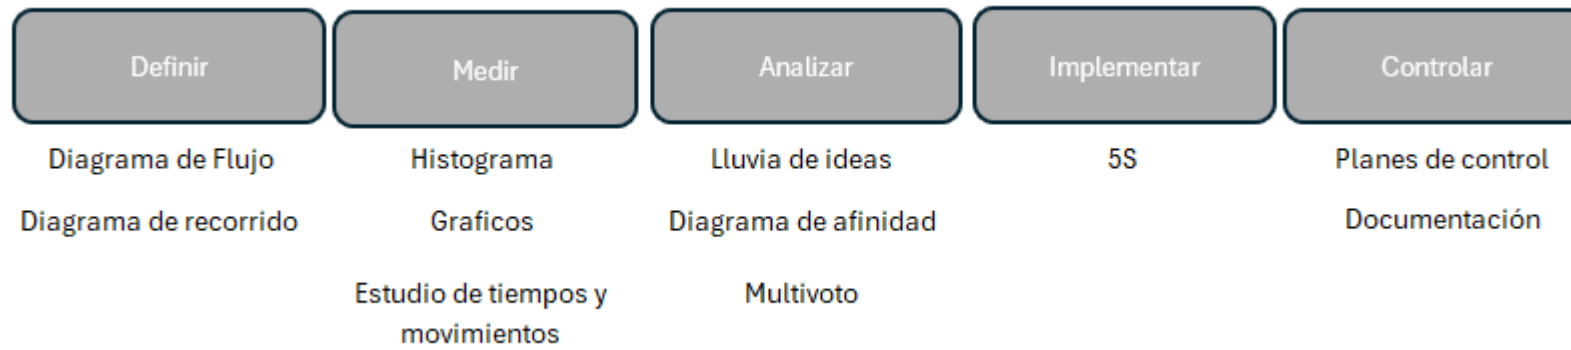 Definir
Medir
Analizar
Implementar
Controlar
Diagrama de Flujo
Histograma
Lluvia de ideas
5S
Planes de control
Diagrama de recorrido
Graficos
Diagrama de afinidad
Documentación
Estudio de tiempos y
movimientos
Multivoto